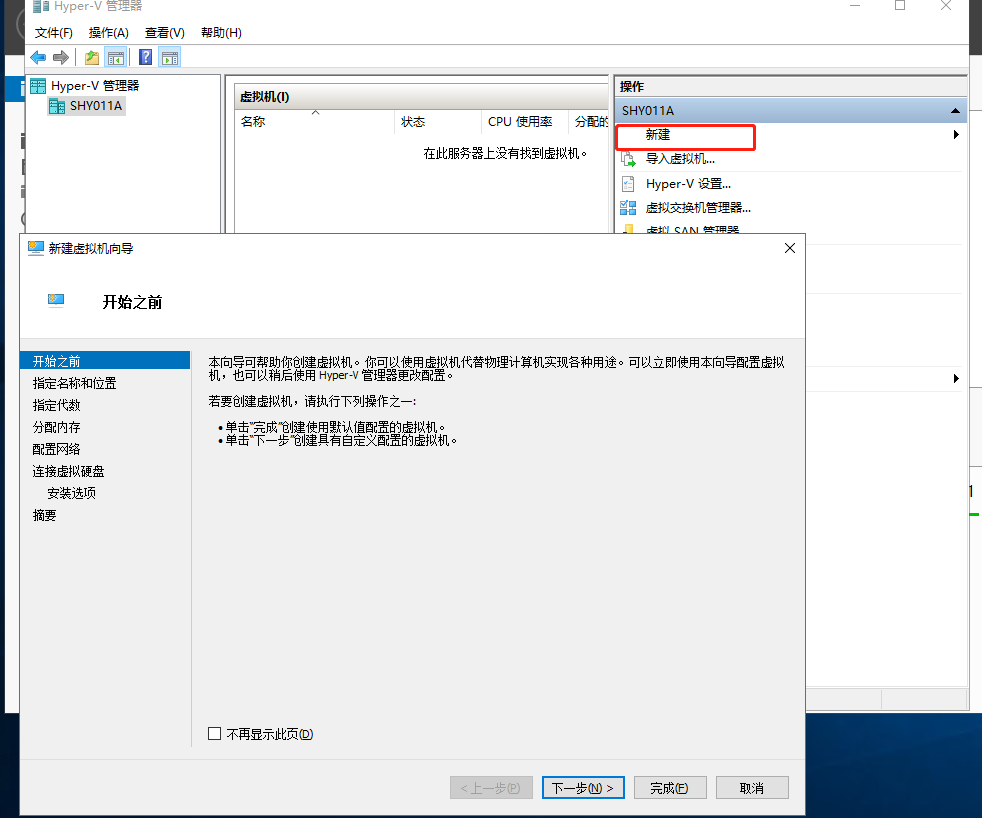 Hyper-V 管理器
文件(F) 操作(A) 查看(V) 帮助(H)
Hyper-V 管理器
SHY011A
虚拟机(I)
名称 状态 CPU 使用率 分配的
在此服务器上没有找到虚拟机。
操作
SHY011A
新建
导入虚拟机...
Hyper-V 设置...
虚拟交换机管理器...
虚拟 SAN 管理器
新建虚拟机向导
开始之前
开始之前
指定名称和位置
指定代数
分配内存
配置网络
连接虚拟硬盘
安装选项
摘要
本向导可帮助你创建虚拟机。你可以使用虚拟机代替物理计算机实现各种用途。可以立即使用本向导配置虚拟
机，也可以稍后使用 Hyper-V 管理器更改配置。
若要创建虚拟机，请执行下列操作之一:
•单击"完成"创建使用默认值配置的虚拟机。
•单击"下一步"创建具有自定义配置的虚拟机。
不再显示此页(D)
< 上一步(P) 下一步(N) > 完成(F) 取消